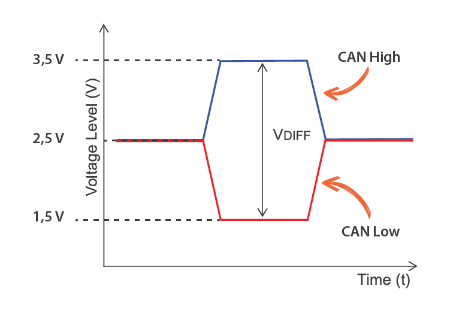 3,5 V
CAN High
Voltage Level (V)
VDIFF
2,5 V
1,5 V
CAN Low
Time (t)